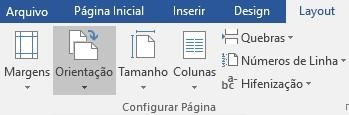 Arquivo Página Inicial Inserir Design Layout
Margens Orientação Tamanho Colunas
Quebras
Números de Linha
Hifenização
Configurar Página